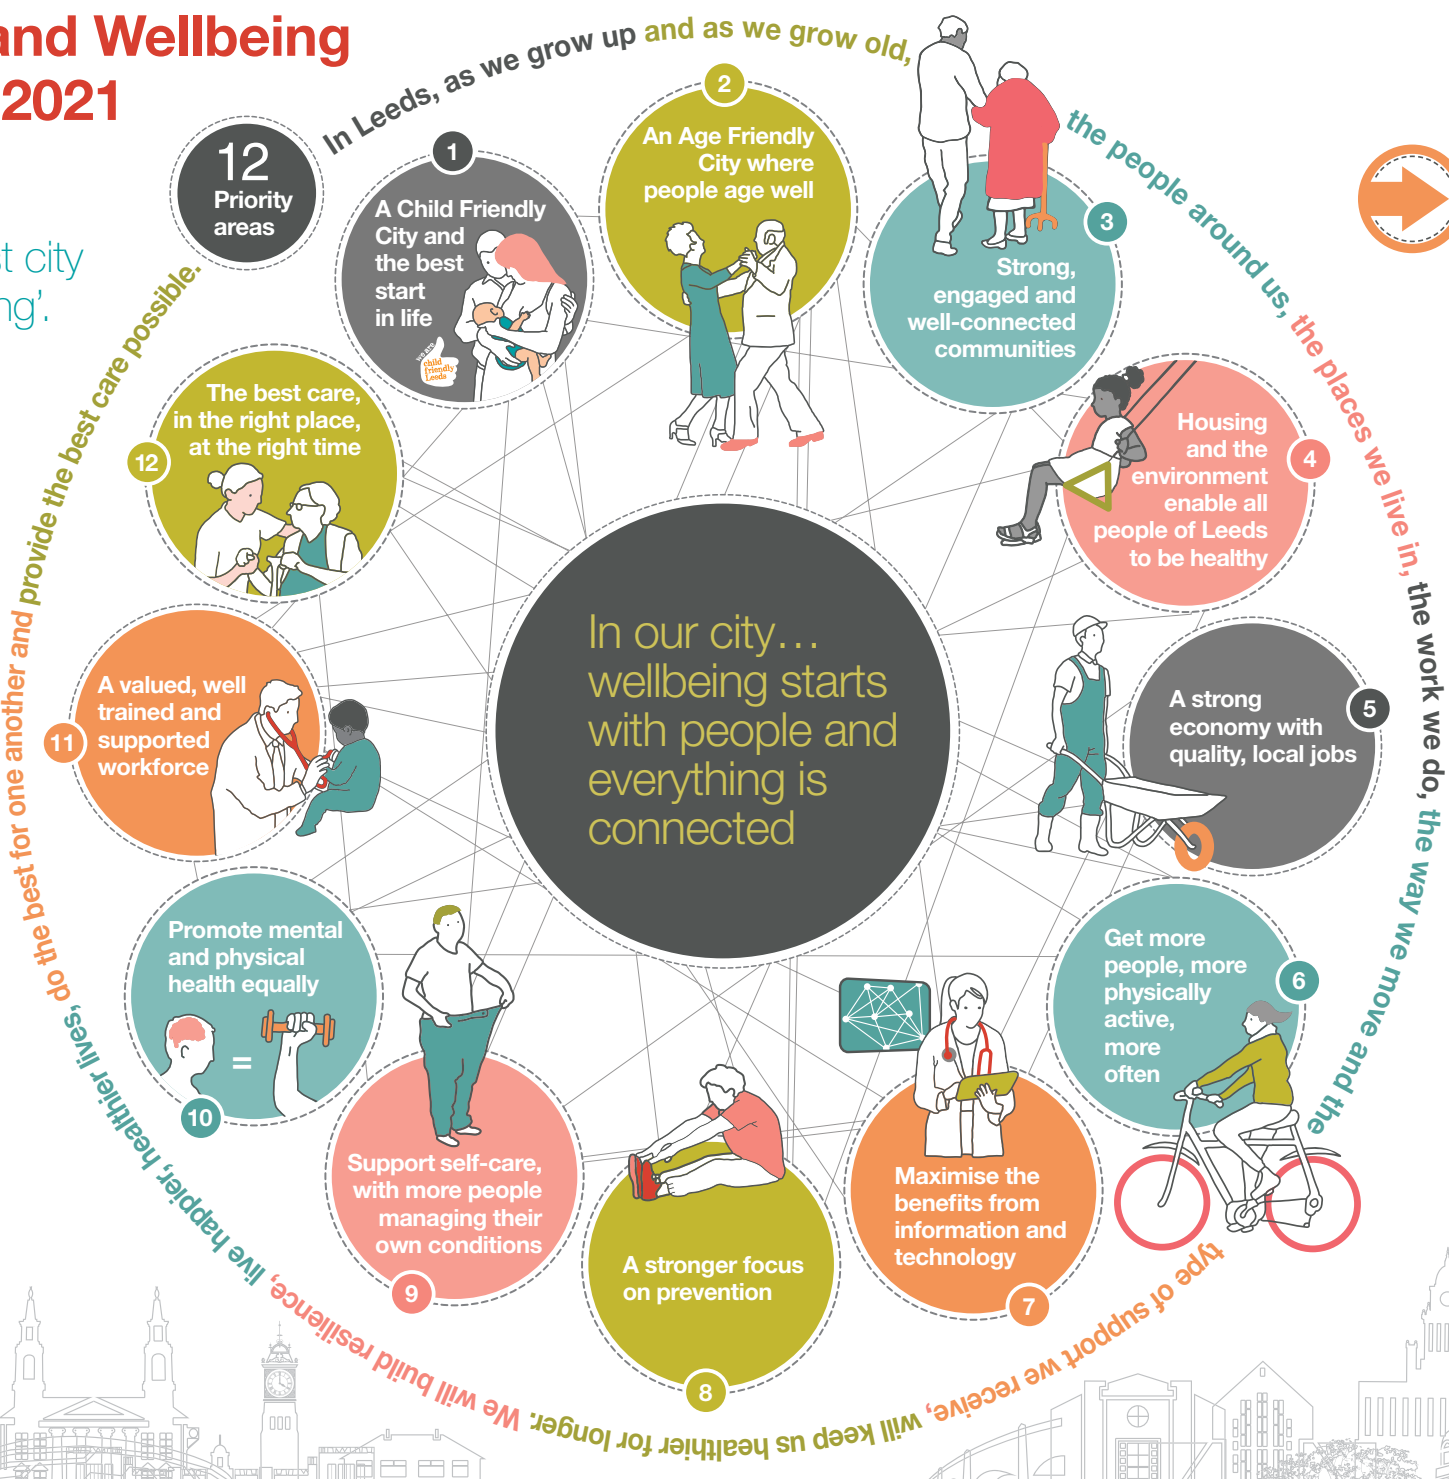 and Wellbeing
2021
t city
ng'.
12
Priority
areas
In Leeds, as we grow up and as we grow old, the people around us, the places we live in, the work we do, the way we move and the type of support we receive, will keep us healthier for longer. We will build resilience, live happier, healthier lives, do the best for one another and provide the best care possible.
1
A Child Friendly
City and
the best
start
in life
we are
child
friendly
Leeds
2
An Age Friendly
City where
people age well
3
Strong,
engaged and
well-connected
communities
4
Housing
and the
environment
enable all
people of Leeds
to be healthy
5
A strong
economy with
quality, local jobs
6
Get more
people, more
physically
active,
more
often
7
Maximise the
benefits from
information and
technology
8
A stronger focus
on prevention
9
Support self-care,
with more people
managing their
own conditions
10
Promote mental
and physical
health equally
=
11
A valued, well
trained and
supported
workforce
12
The best care,
in the right place,
at the right time
In our city…
wellbeing starts
with people and
everything is
connected